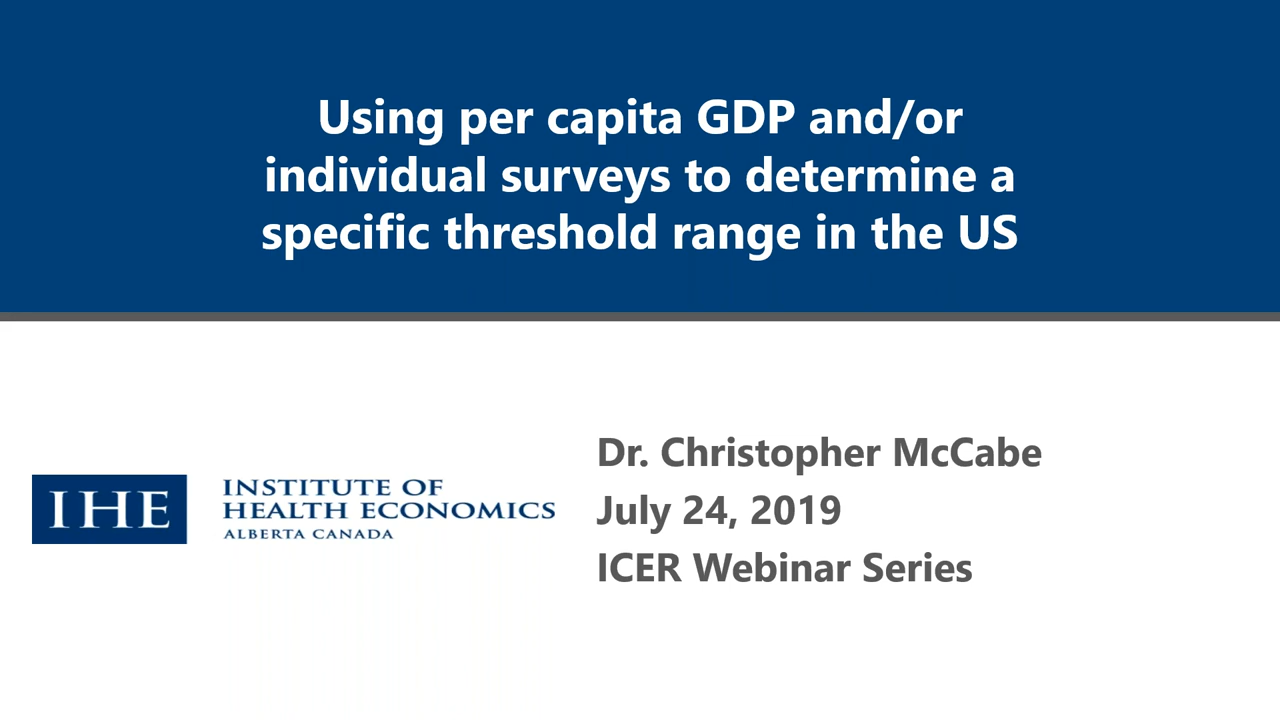 Using per capita GDP and/or
individual surveys to determine a
specific threshold range in the US
IHE
INSTITUTE OF
HEALTH ECONOMICS
ALBERTA CANADA
Dr. Christopher McCabe
July 24, 2019
ICER Webinar Series